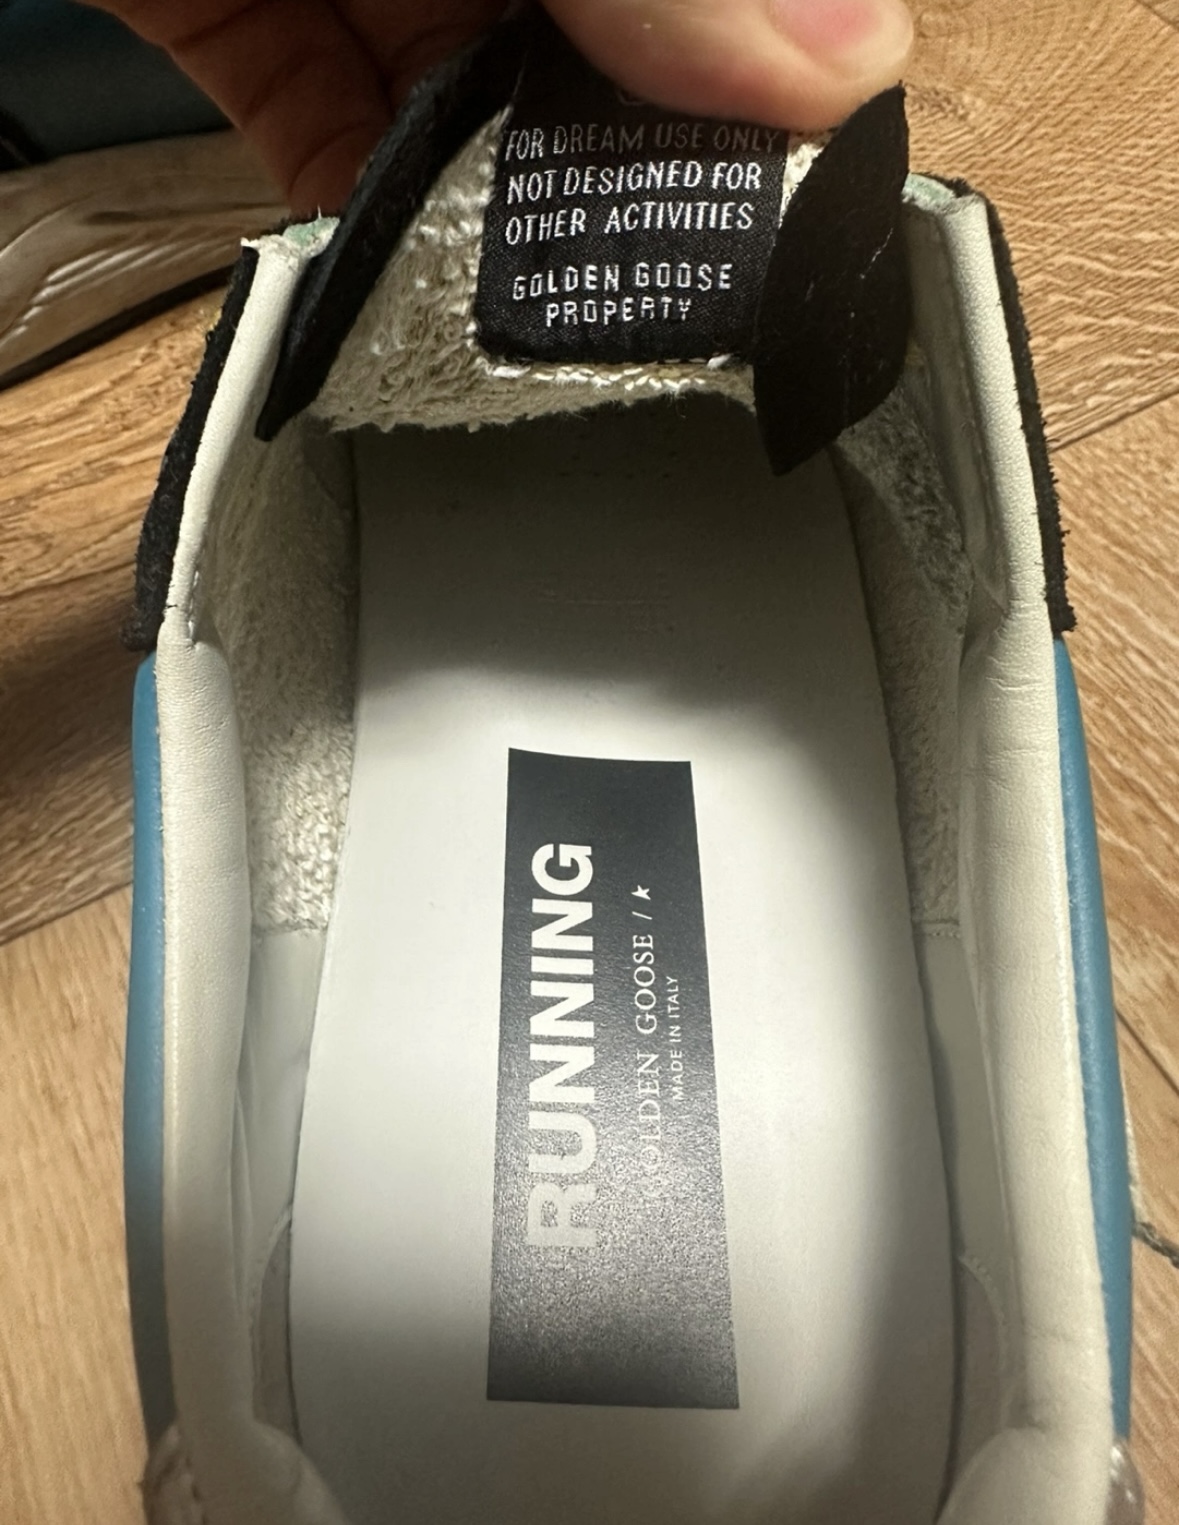 FOR DREAM USE ONLY
NOT DESIGNED FOR
OTHER ACTIVITIES
GOLDEN GOOSE
PROPERTY
RUNNING
GOLDEN GOOSE /★
MADE IN ITALY